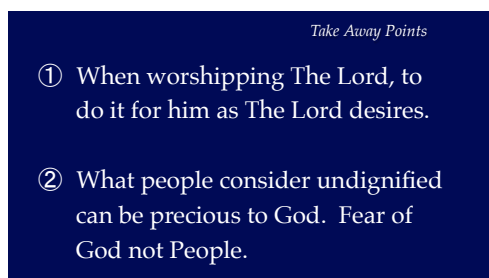 Take Away Points
① When worshipping The Lord, to
do it for him as The Lord desires.
② What people consider undignified
can be precious to God.  Fear of
God not People.